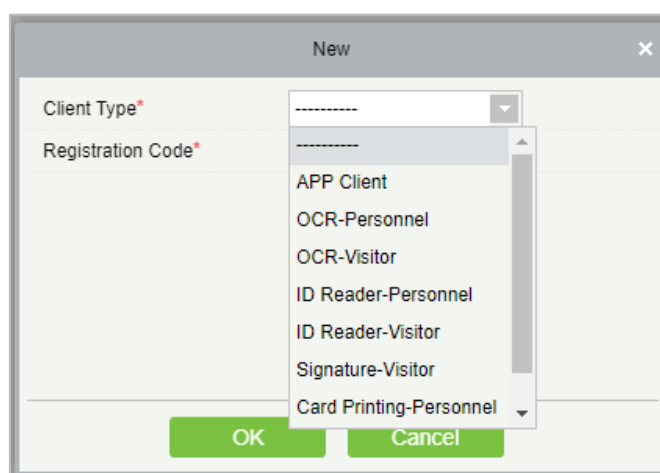 New
Client Type*
----------
Registration Code*
----------
APP Client
OCR-Personnel
OCR-Visitor
ID Reader-Personnel
ID Reader-Visitor
Signature-Visitor
Card Printing-Personnel
OK
Cancel